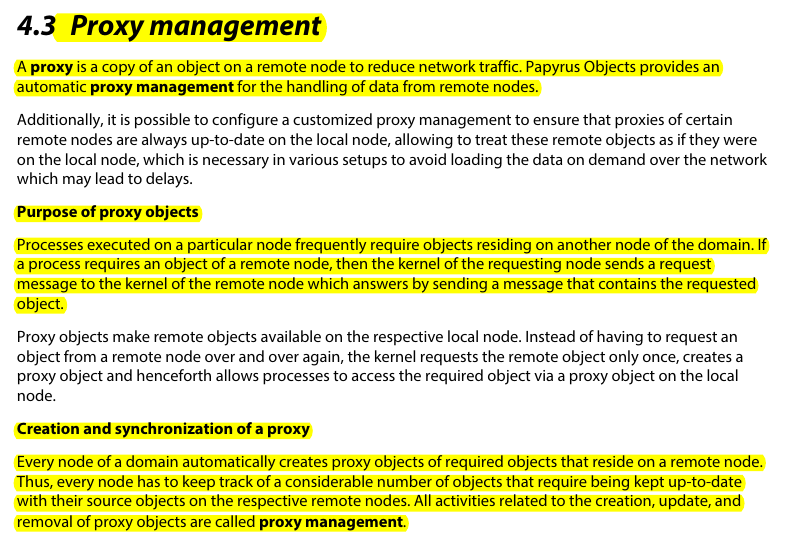 4.3 Proxy management
A proxy is a copy of an object on a remote node to reduce network traffic. Papyrus Objects provides an
automatic proxy management for the handling of data from remote nodes.
Additionally, it is possible to configure a customized proxy management to ensure that proxies of certain
remote nodes are always up-to-date on the local node, allowing to treat these remote objects as if they were
on the local node, which is necessary in various setups to avoid loading the data on demand over the network
which may lead to delays.
Purpose of proxy objects
Processes executed on a particular node frequently require objects residing on another node of the domain. If
a process requires an object of a remote node, then the kernel of the requesting node sends a request
message to the kernel of the remote node which answers by sending a message that contains the requested
object.
Proxy objects make remote objects available on the respective local node. Instead of having to request an
object from a remote node over and over again, the kernel requests the remote object only once, creates a
proxy object and henceforth allows processes to access the required object via a proxy object on the local
node.
Creation and synchronization of a proxy
Every node of a domain automatically creates proxy objects of required objects that reside on a remote node.
Thus, every node has to keep track of a considerable number of objects that require being kept up-to-date
with their source objects on the respective remote nodes. All activities related to the creation, update, and
removal of proxy objects are called proxy management.